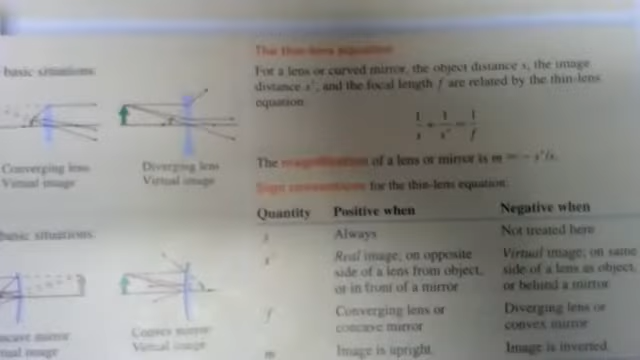 basic situations:
Converging lens
Virtual image
Diverging lens
Virtual image
basic situations:
mirror
image
Convex mirror
Virtual image
The thin-lens equation
For a lens or curved mirror, the object distance s, the image
distance s', and the focal length f are related by the thin-lens
equation:
1/s + 1/s' = 1/f
The magnification of a lens or mirror is m = -s'/s.
Sign conventions for the thin-lens equation:
Quantity Positive when Negative when
s Always Not treated here
s' Real image; on opposite side of a lens from object, or in front of a mirror Virtual image; on same side of a lens as object, or behind a mirror
f Converging lens or concave mirror Diverging lens or convex mirror
m Image is upright. Image is inverted.